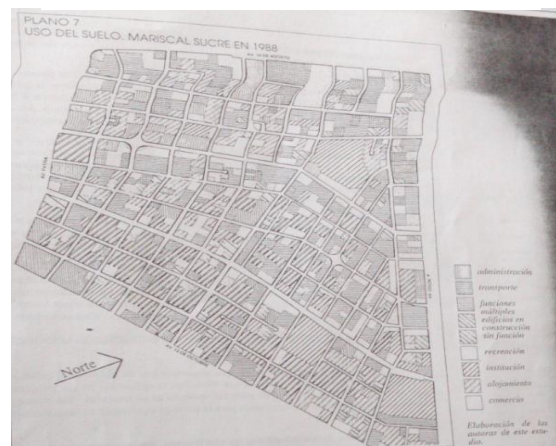 PLANO 7
USO DEL SUELO. MARISCAL SUCRE EN 1988
AV.
Norte
administración
transporte
funciones
múltiples
edificios en
construcción
sin función
recreación
institución
alojamiento
comercio
Elaboración de las
autoras de este estu-
dio.